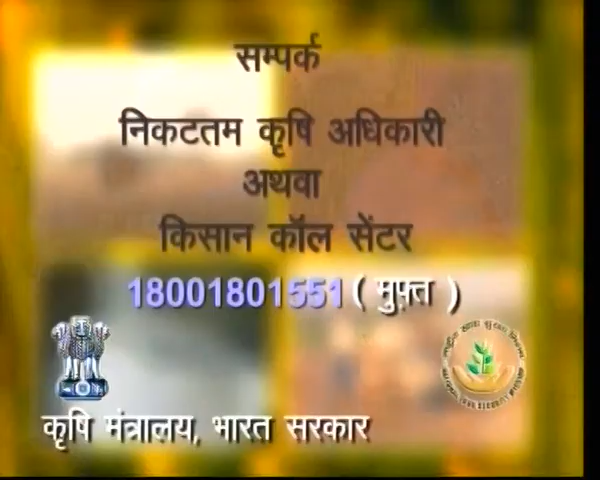 सम्पर्क
निकटतम कृषि अधिकारी
अथवा
किसान कॉल सेंटर
18001801551 ( मुफ़्त )
कृषि मंत्रालय, भारत सरकार